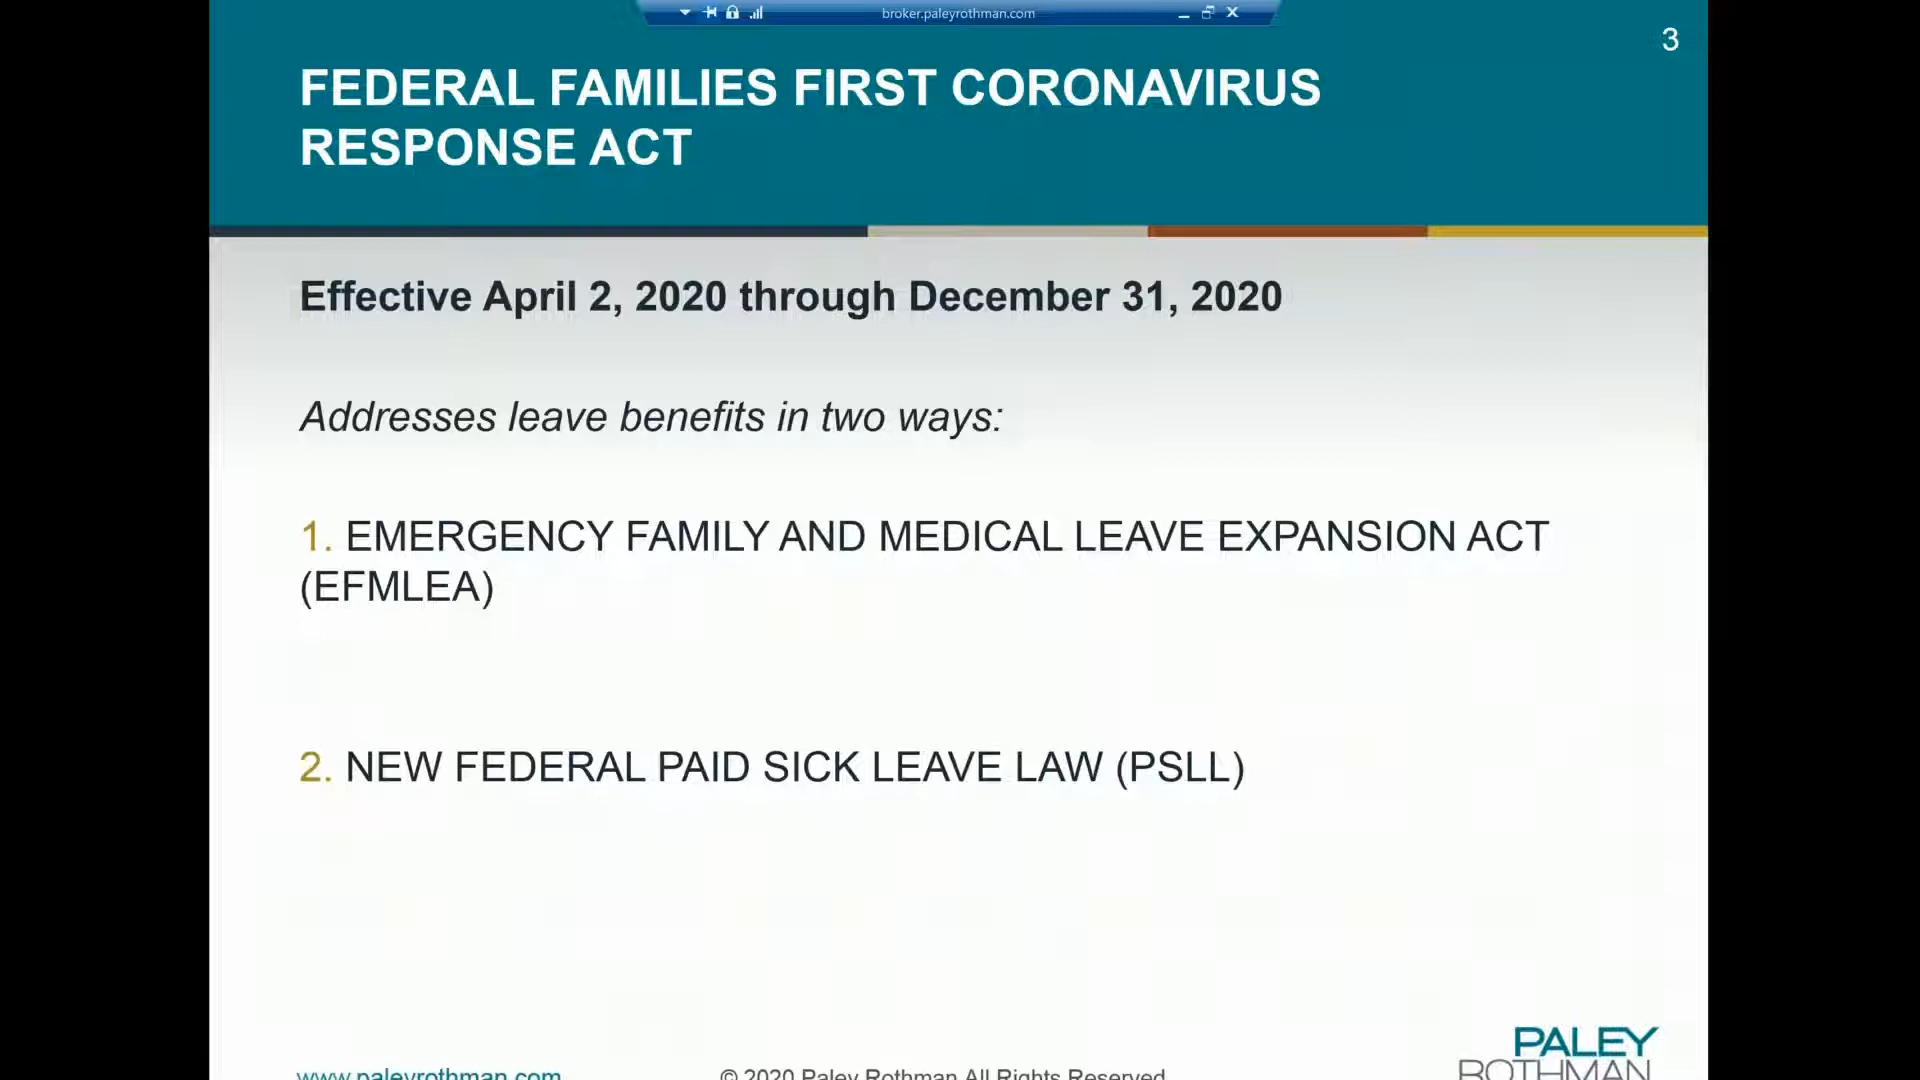 broker.paleyrothman.com
3
FEDERAL FAMILIES FIRST CORONAVIRUS
RESPONSE ACT
Effective April 2, 2020 through December 31, 2020
Addresses leave benefits in two ways:
1. EMERGENCY FAMILY AND MEDICAL LEAVE EXPANSION ACT
(EFMLEA)
2. NEW FEDERAL PAID SICK LEAVE LAW (PSLL)
PALEY
ROTHMAN
www.paleyrothman.com
© 2020 Paley Rothman All Rights Reserved